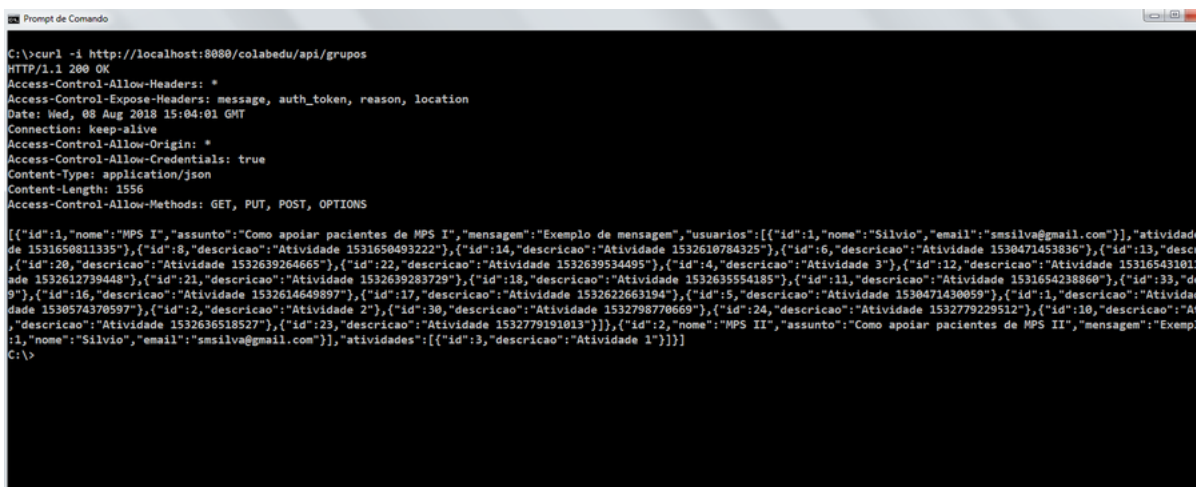 Prompt de Comando
C:\>curl -i http://localhost:8080/colabedu/api/grupos
HTTP/1.1 200 OK
Access-Control-Allow-Headers: *
Access-Control-Expose-Headers: message, auth_token, reason, location
Date: Wed, 08 Aug 2018 15:04:01 GMT
Connection: keep-alive
Access-Control-Allow-Origin: *
Access-Control-Allow-Credentials: true
Content-Type: application/json
Content-Length: 1556
Access-Control-Allow-Methods: GET, PUT, POST, OPTIONS
[{"id":1,"nome":"MPS I","assunto":"Como apoiar pacientes de MPS I","mensagem":"Exemplo de mensagem","usuarios":[{"id":1,"nome":"Silvio","email":"smsilva@gmail.com"}],"atividad
de 1531650811335"},{"id":8,"descricao":"Atividade 1531650493222"},{"id":14,"descricao":"Atividade 1532610784325"},{"id":6,"descricao":"Atividade 1530471453836"},{"id":13,"desc
,{"id":20,"descricao":"Atividade 1532639264665"},{"id":22,"descricao":"Atividade 1532639534495"},{"id":4,"descricao":"Atividade 3"},{"id":12,"descricao":"Atividade 15316543101
ade 1532612739448"},{"id":21,"descricao":"Atividade 1532639283729"},{"id":18,"descricao":"Atividade 1532635554185"},{"id":11,"descricao":"Atividade 1531654238860"},{"id":33,"d
9"},{"id":16,"descricao":"Atividade 1532614649897"},{"id":17,"descricao":"Atividade 1532622663194"},{"id":5,"descricao":"Atividade 1530471430059"},{"id":1,"descricao":"Ativida
dade 1530574370597"},{"id":2,"descricao":"Atividade 2"},{"id":30,"descricao":"Atividade 1532798770669"},{"id":24,"descricao":"Atividade 1532779229512"},{"id":10,"descricao":"A
,"descricao":"Atividade 1532636518527"},{"id":23,"descricao":"Atividade 1532779191013"}]},{"id":2,"nome":"MPS II","assunto":"Como apoiar pacientes de MPS II","mensagem":"Exemp
:1,"nome":"Silvio","email":"smsilva@gmail.com"}],"atividades":[{"id":3,"descricao":"Atividade 1"}]}]
C:\>